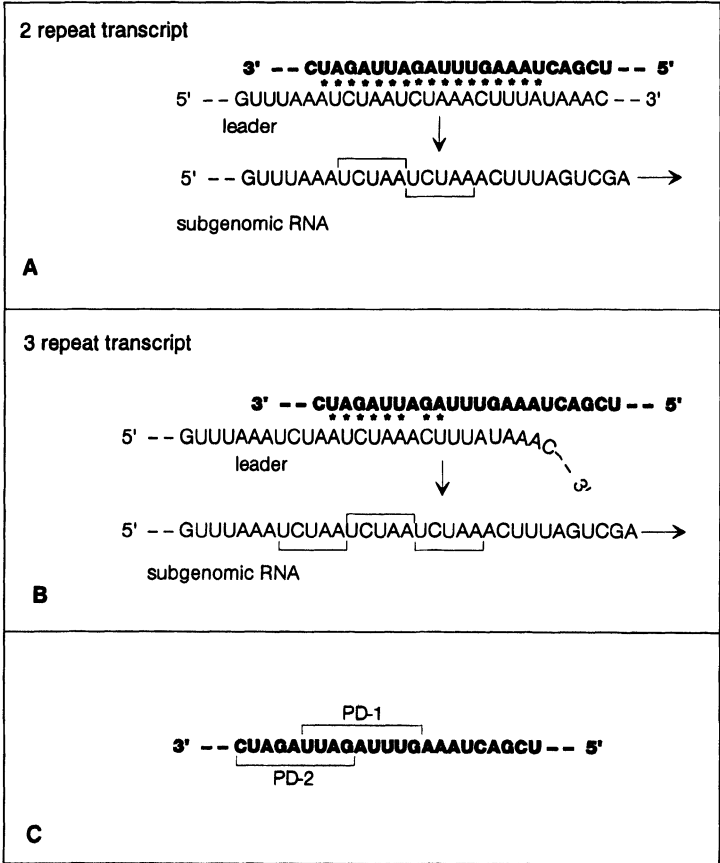 2 repeat transcript
3' -- CUAGAUUAGAUUUGAAAUCAGCU -- 5'
5' -- GUUUAAAUCUAAUCUAAACUUUAUAAAC -- 3'
leader
5' -- GUUUAAAUCUAAUCUAAACUUUAGUCGA
subgenomic RNA
A
3 repeat transcript
3' -- CUAGAUUAGAUUUGAAAUCAGCU -- 5'
5' -- GUUUAAAUCUAAUCUAAACUUUAUAAAC -- 3'
leader
5' -- GUUUAAAUCUAAUCUAAUCUAAACUUUAGUCGA
subgenomic RNA
B
PD-1
3' -- CUAGAUUAGAUUUGAAAUCAGCU -- 5'
PD-2
C